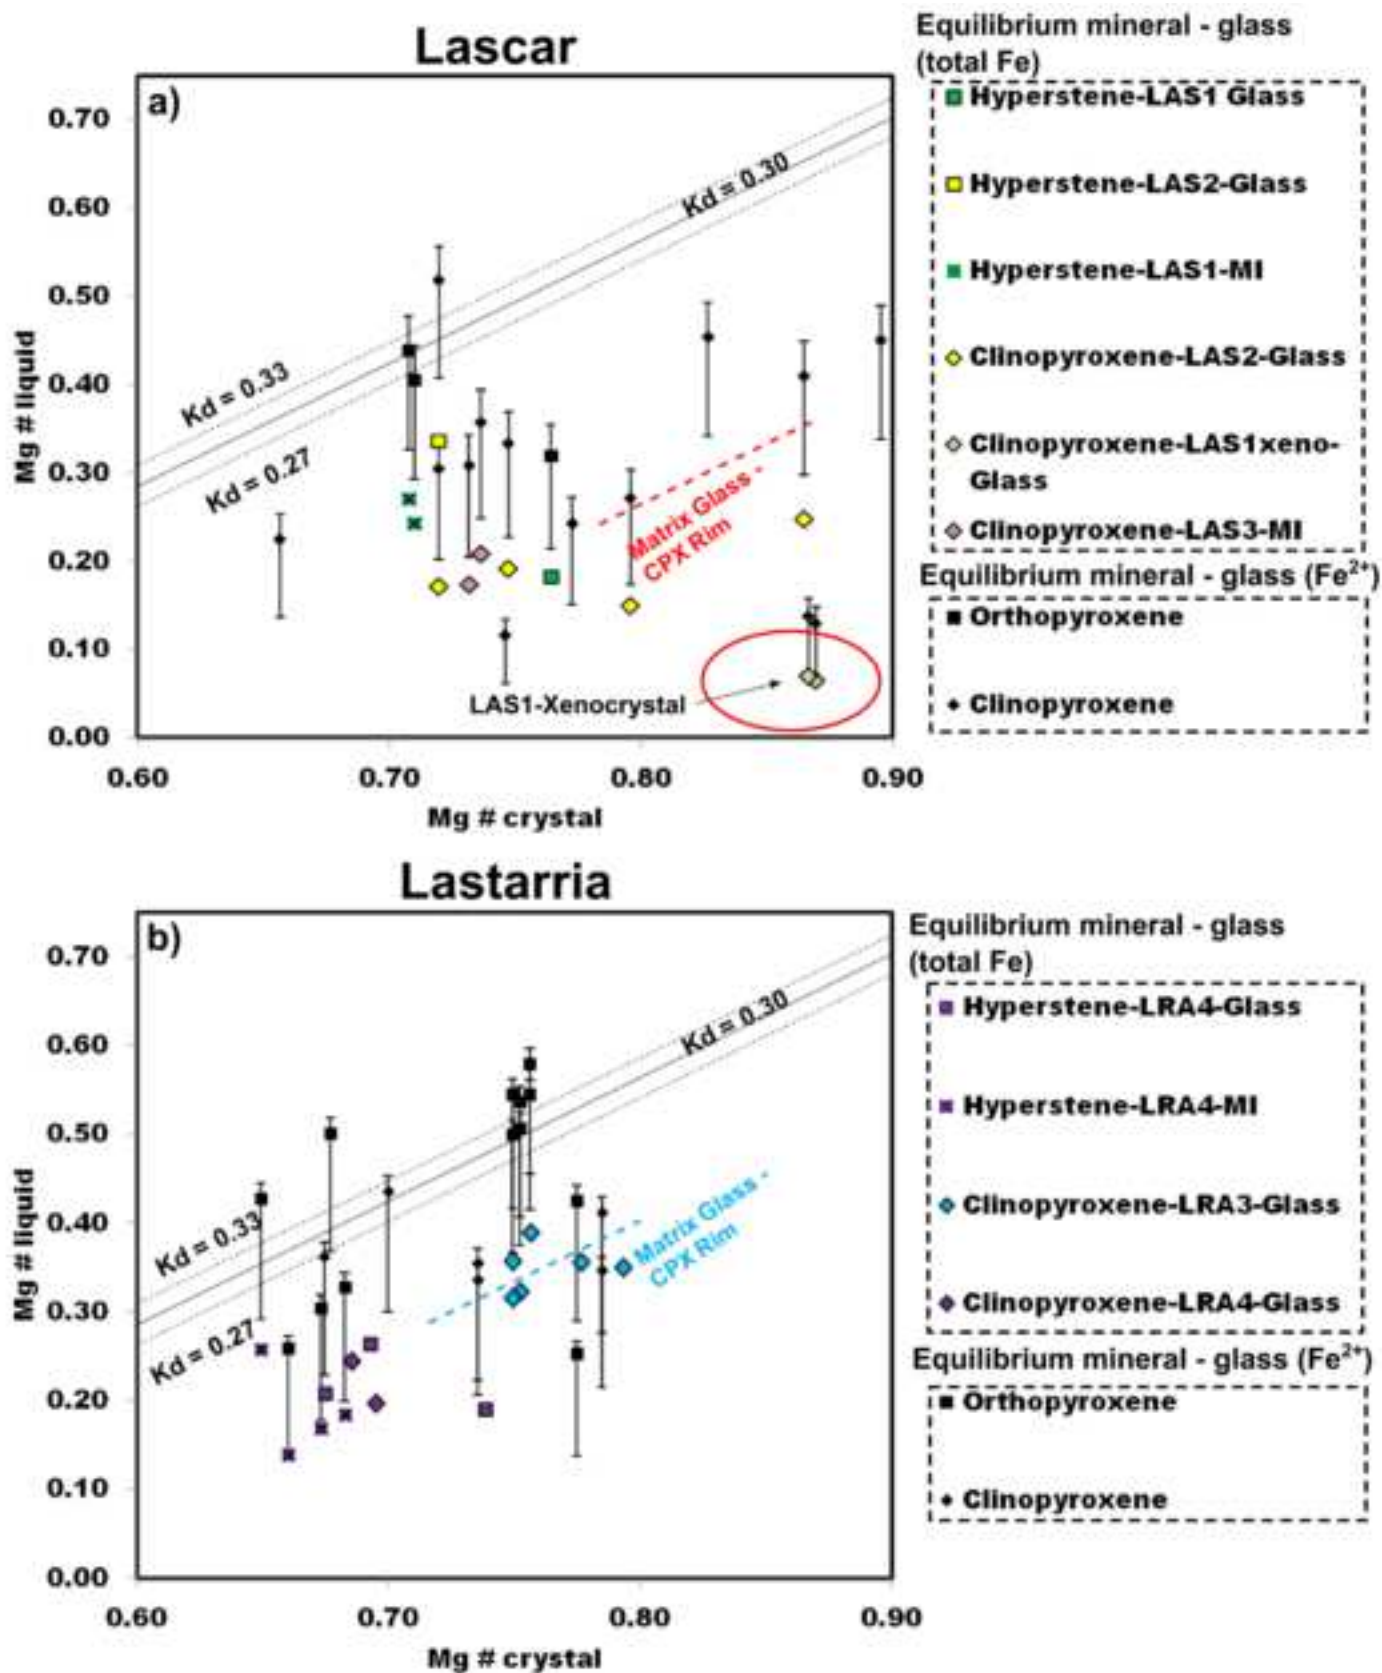 Lascar
a)
Equilibrium mineral - glass
(total Fe)
Hyperstene-LAS1 Glass
Hyperstene-LAS2-Glass
Hyperstene-LAS1-MI
Clinopyroxene-LAS2-Glass
Clinopyroxene-LAS1xeno-
Glass
Clinopyroxene-LAS3-MI
Equilibrium mineral - glass (Fe²⁺)
Orthopyroxene
Clinopyroxene
Mg # liquid
0.70
0.60
0.50
0.40
0.30
0.20
0.10
0.00
Kd = 0.30
Kd = 0.33
Kd = 0.27
Matrix Glass -
CPX Rim
LAS1-Xenocrystal
0.60
0.70
0.80
0.90
Mg # crystal
Lastarria
b)
Equilibrium mineral - glass
(total Fe)
Hyperstene-LRA4-Glass
Hyperstene-LRA4-MI
Clinopyroxene-LRA3-Glass
Clinopyroxene-LRA4-Glass
Equilibrium mineral - glass (Fe²⁺)
Orthopyroxene
Clinopyroxene
Mg # liquid
0.70
0.60
0.50
0.40
0.30
0.20
0.10
0.00
Kd = 0.30
Kd = 0.33
Kd = 0.27
Matrix Glass -
CPX Rim
0.60
0.70
0.80
0.90
Mg # crystal